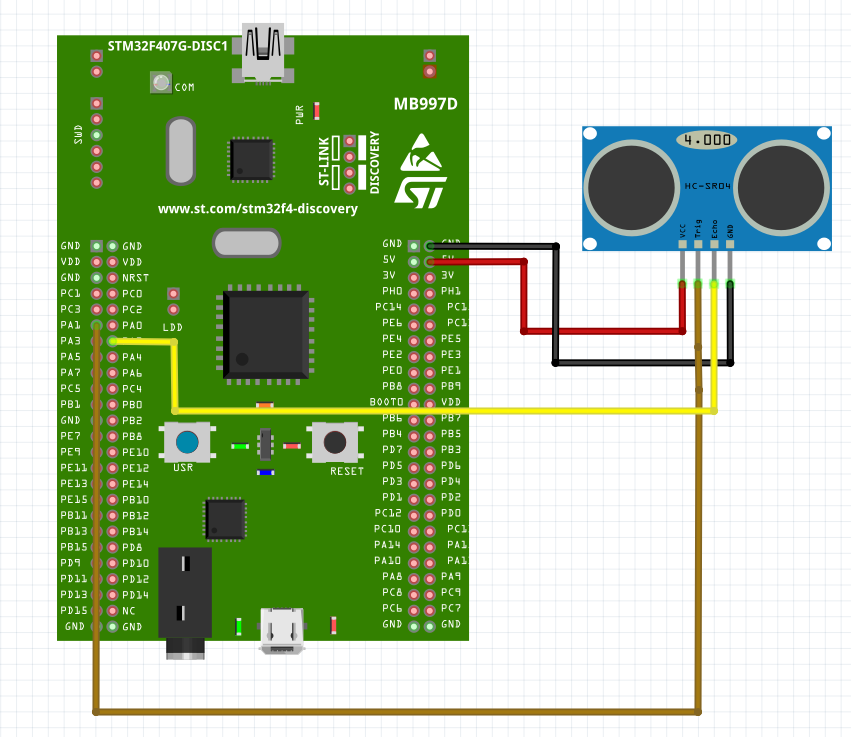 STM32F407G-DISC1
COM
MB997D
PWR
SWD
ST-LINK
DISCOVERY
4.000
HC-SR04
VCC
Trig
Echo
GND
www.st.com/stm32f4-discovery
GND GND GND
VDD VDD 5V
GND NRST 3V 3V
PC1 PC0 PH0 PH1
PC3 PC2 PC14 PC1
PA1 PA0 PE6 PC1
LDD
PA3 PE4 PE5
PA5 PA4 PE2 PE3
PA7 PA6 PE0 PE1
PC5 PC4 PB8 PB9
PB1 PB0 BOOT0 VDD
GND PB2 PB6 PB7
PE7 PB8 PB4 PB5
PE9 PE10 PD7 PB3
PE11 PE12 PD5 PD6
USR
RESET
PE13 PE14 PD3 PD4
PE15 PB10 PD1 PD2
PB11 PB12 PC12 PD0
PB13 PB14 PC10 PC1
PB15 PD8 PA14 PA1
PD9 PD10 PA10 PA1
PD11 PD12 PA8 PA9
PD13 PD14 PC8 PC9
PD15 NC PC6 PC7
GND GND GND GND